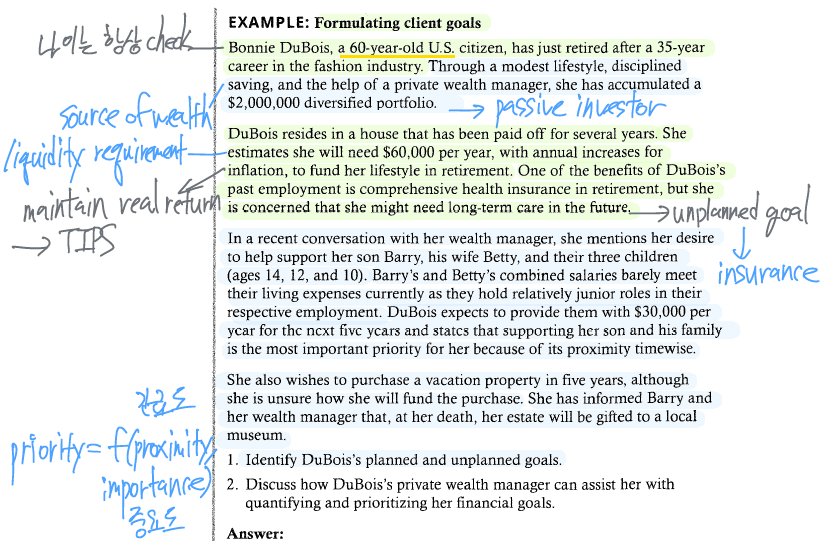 EXAMPLE: Formulating client goals
나이는 항상 check
Bonnie DuBois, a 60-year-old U.S. citizen, has just retired after a 35-year
career in the fashion industry. Through a modest lifestyle, disciplined
saving, and the help of a private wealth manager, she has accumulated a
$2,000,000 diversified portfolio.
→ passive investor
source of wealth
/liquidity requirement
DuBois resides in a house that has been paid off for several years. She
estimates she will need $60,000 per year, with annual increases for
inflation, to fund her lifestyle in retirement. One of the benefits of DuBois's
past employment is comprehensive health insurance in retirement, but she
is concerned that she might need long-term care in the future.
maintain real return
→ TIPS
→ unplanned goal
↓
insurance
In a recent conversation with her wealth manager, she mentions her desire
to help support her son Barry, his wife Betty, and their three children
(ages 14, 12, and 10). Barry's and Betty's combined salaries barely meet
their living expenses currently as they hold relatively junior roles in their
respective employment. DuBois expects to provide them with $30,000 per
year for the next five years and states that supporting her son and his family
is the most important priority for her because of its proximity timewise.
She also wishes to purchase a vacation property in five years, although
she is unsure how she will fund the purchase. She has informed Barry and
her wealth manager that, at her death, her estate will be gifted to a local
museum.
긴급도
priority = f(proximity,
importance)
중요도
1. Identify DuBois's planned and unplanned goals.
2. Discuss how DuBois's private wealth manager can assist her with
quantifying and prioritizing her financial goals.
Answer: